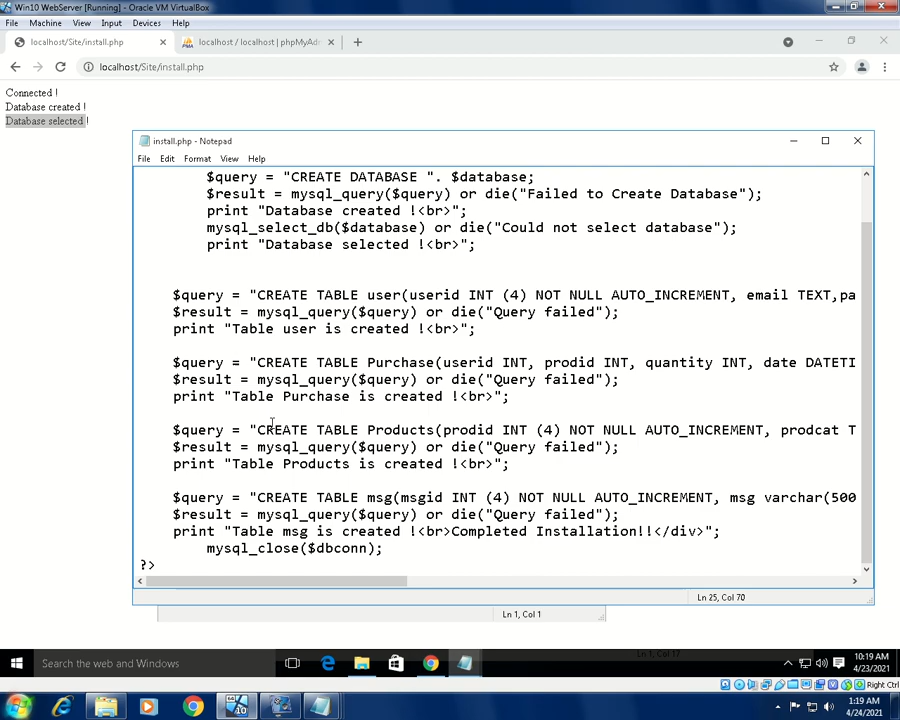 Win10 WebServer [Running] - Oracle VM VirtualBox
File Machine View Input Devices Help
localhost/Site/install.php
localhost / localhost | phpMyAdm
localhost/Site/install.php
Connected !
Database created !
Database selected !
install.php - Notepad
File Edit Format View Help
$query = "CREATE DATABASE ". $database;
$result = mysql_query($query) or die("Failed to Create Database");
print "Database created !<br>";
mysql_select_db($database) or die("Could not select database");
print "Database selected !<br>";
$query = "CREATE TABLE user(userid INT (4) NOT NULL AUTO_INCREMENT, email TEXT,pa
$result = mysql_query($query) or die("Query failed");
print "Table user is created !<br>";
$query = "CREATE TABLE Purchase(userid INT, prodid INT, quantity INT, date DATETI
$result = mysql_query($query) or die("Query failed");
print "Table Purchase is created !<br>";
$query = "CREATE TABLE Products(prodid INT (4) NOT NULL AUTO_INCREMENT, prodcat T
$result = mysql_query($query) or die("Query failed");
print "Table Products is created !<br>";
$query = "CREATE TABLE msg(msgid INT (4) NOT NULL AUTO_INCREMENT, msg varchar(500
$result = mysql_query($query) or die("Query failed");
print "Table msg is created !<br>Completed Installation!!</div>";
mysql_close($dbconn);
?>
Ln 25, Col 70
Ln 1, Col 1
Ln 1, Col 17
Search the web and Windows
10:19 AM
4/23/2021
Right Ctrl
1:19 AM
4/24/2021